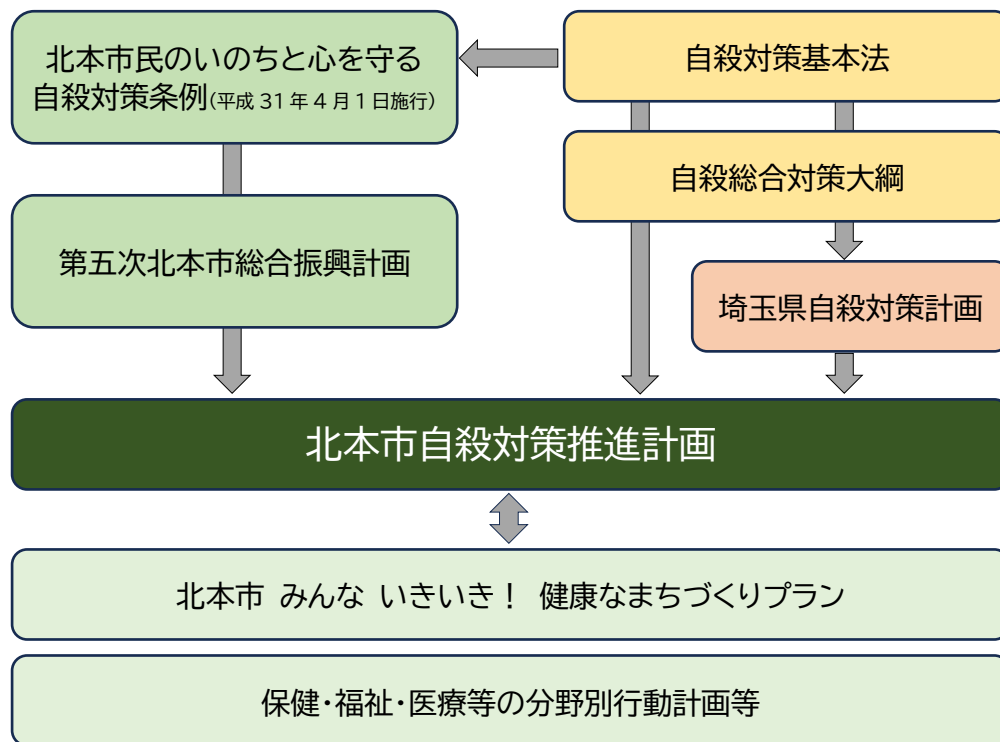 北本市民のいのちと心を守る
自殺対策条例(平成 31 年 4 月 1 日施行)
自殺対策基本法
自殺総合対策大綱
第五次北本市総合振興計画
埼玉県自殺対策計画
北本市自殺対策推進計画
北本市 みんな いきいき！ 健康なまちづくりプラン
保健・福祉・医療等の分野別行動計画等